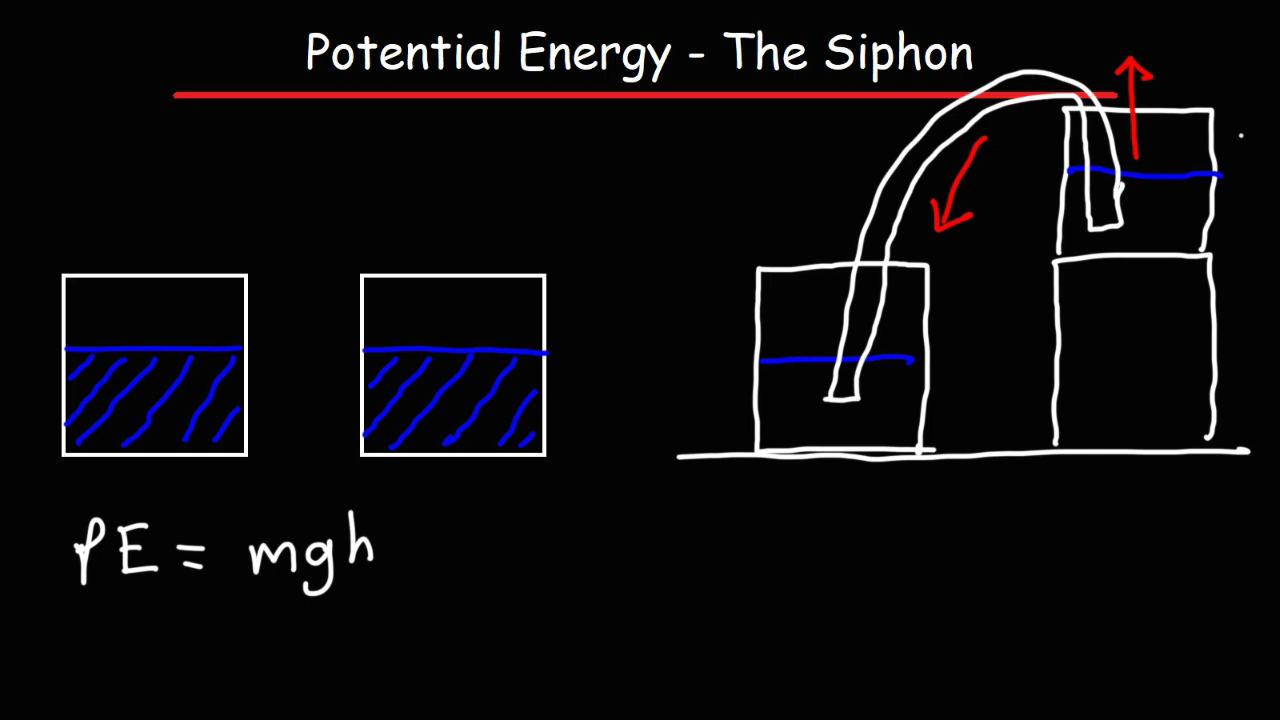 Potential Energy - The Siphon
PE = mgh